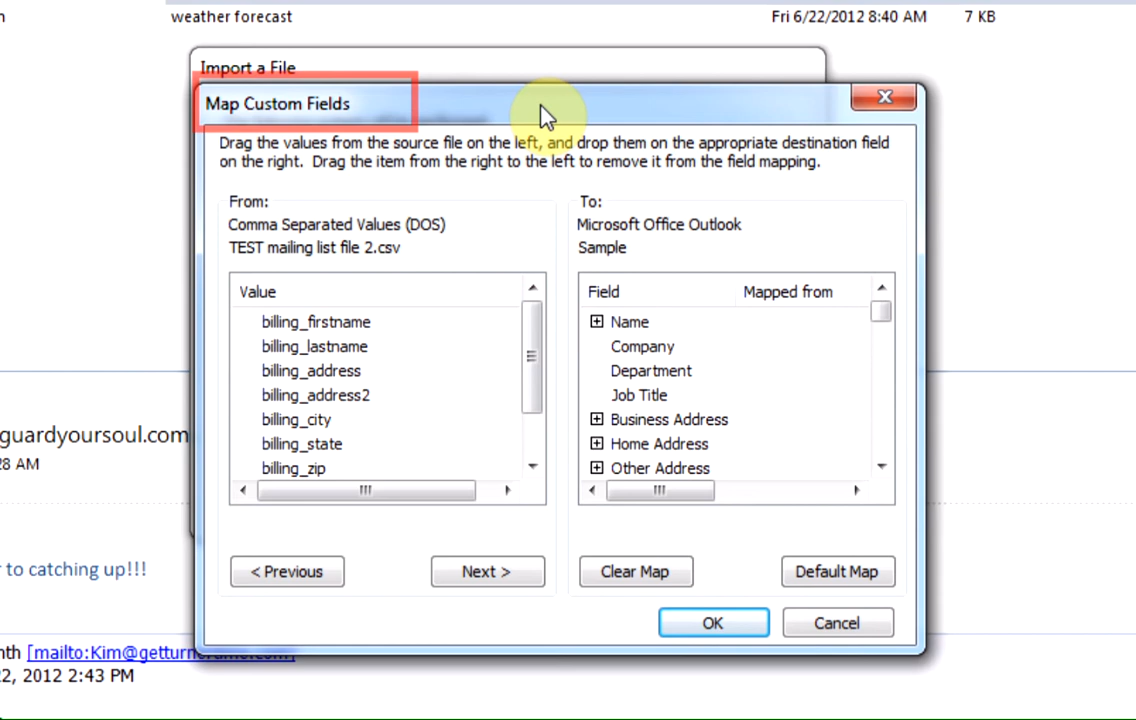 weather forecast Fri 6/22/2012 8:40 AM 7 KB
Import a File
Map Custom Fields
Drag the values from the source file on the left, and drop them on the appropriate destination field
on the right. Drag the item from the right to the left to remove it from the field mapping.
From:
Comma Separated Values (DOS)
TEST mailing list file 2.csv
Value
billing_firstname
billing_lastname
billing_address
billing_address2
billing_city
billing_state
billing_zip
To:
Microsoft Office Outlook
Sample
Field Mapped from
Name
Company
Department
Job Title
Business Address
Home Address
Other Address
< Previous Next > Clear Map Default Map
OK Cancel
guardyoursoul.com
28 AM
r to catching up!!!
nth [mailto:Kim@
22, 2012 2:43 PM